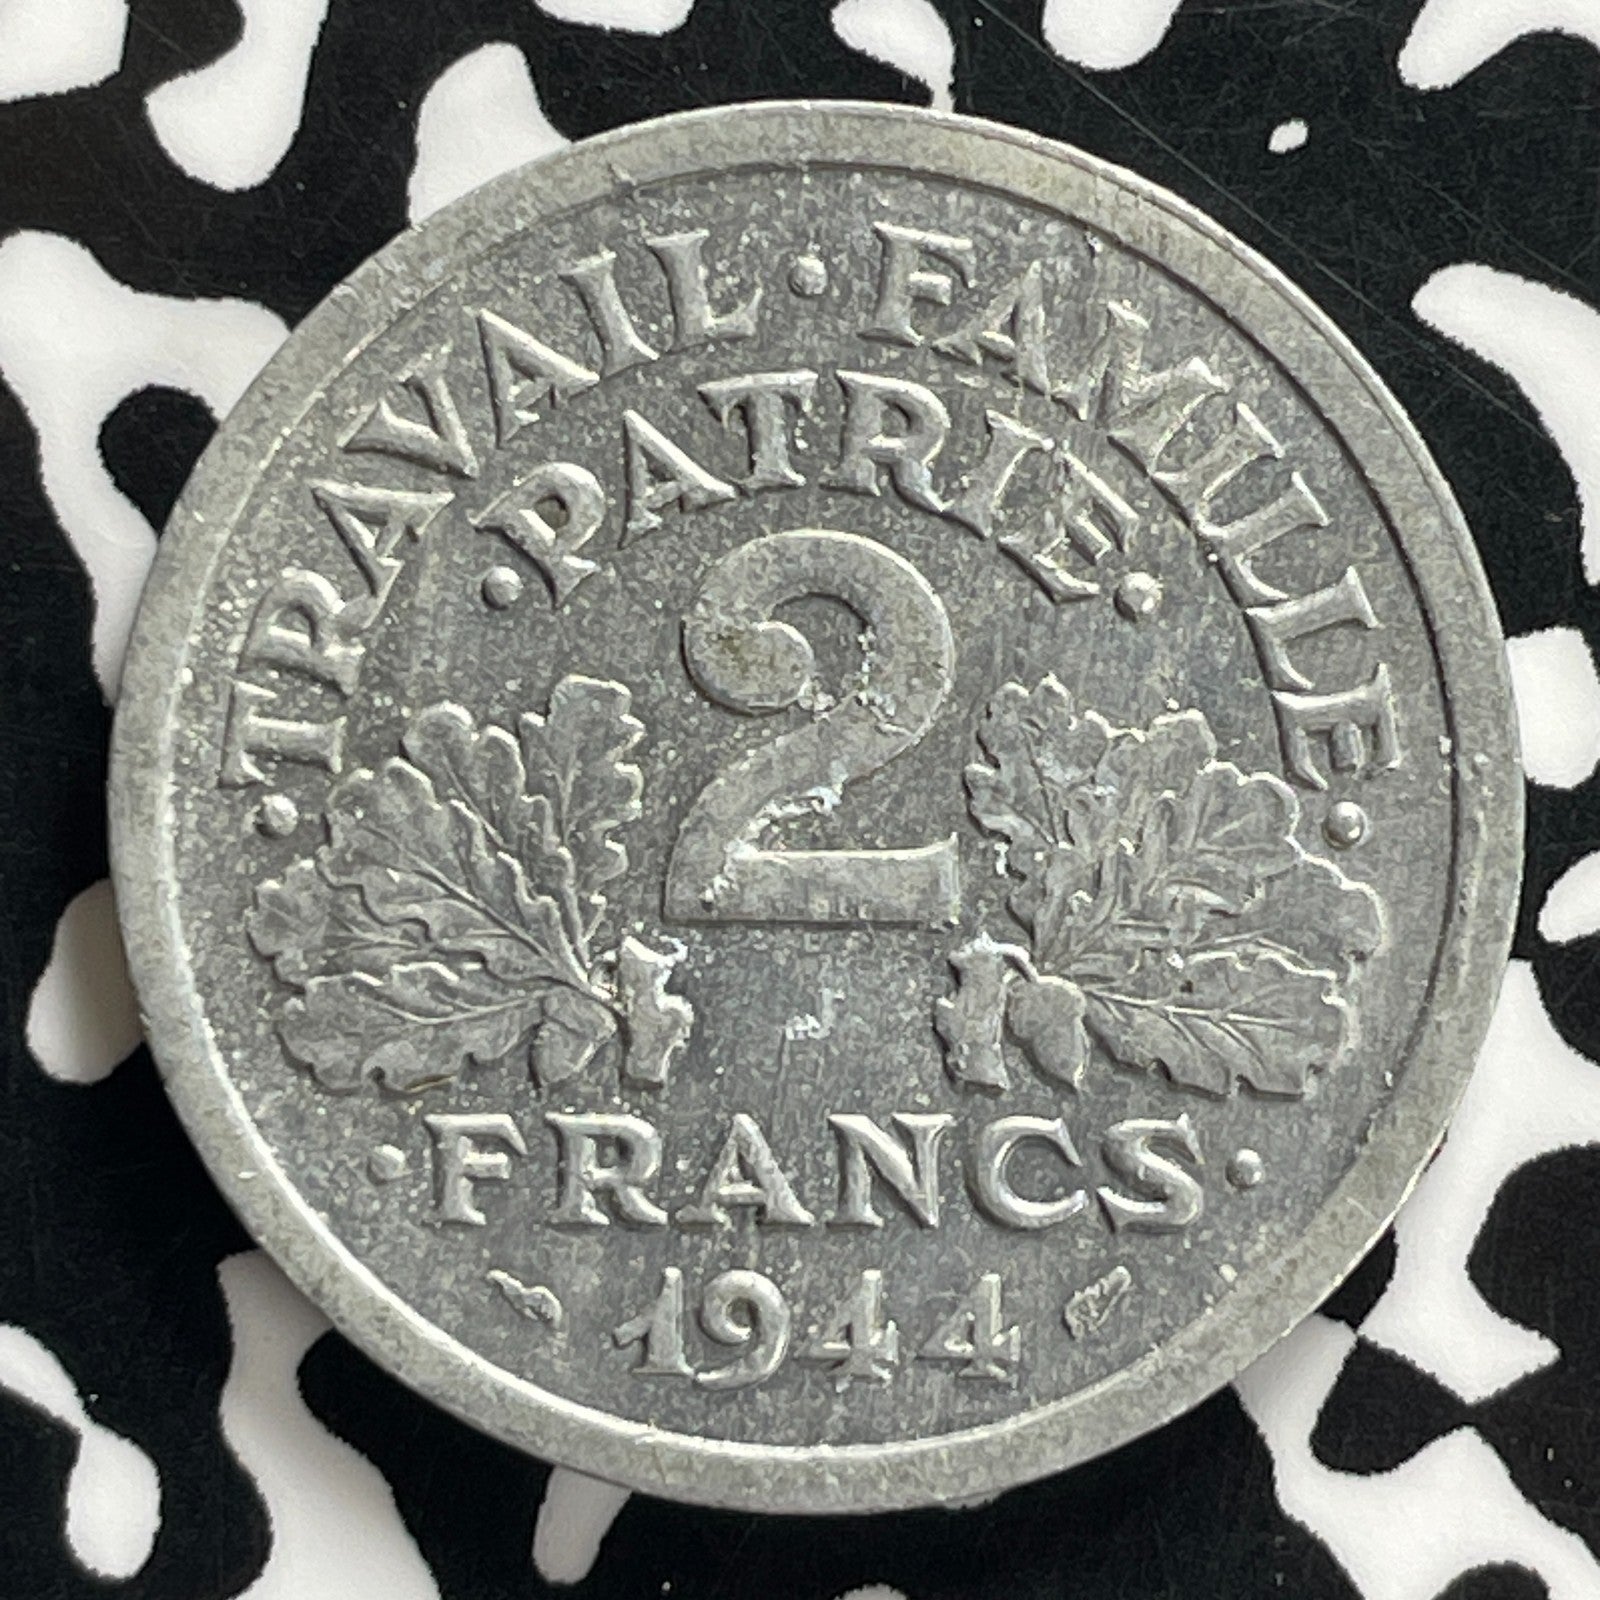 ·TRAVAIL·FAMILLE·
·PATRIE·
2
·FRANCS·
1944